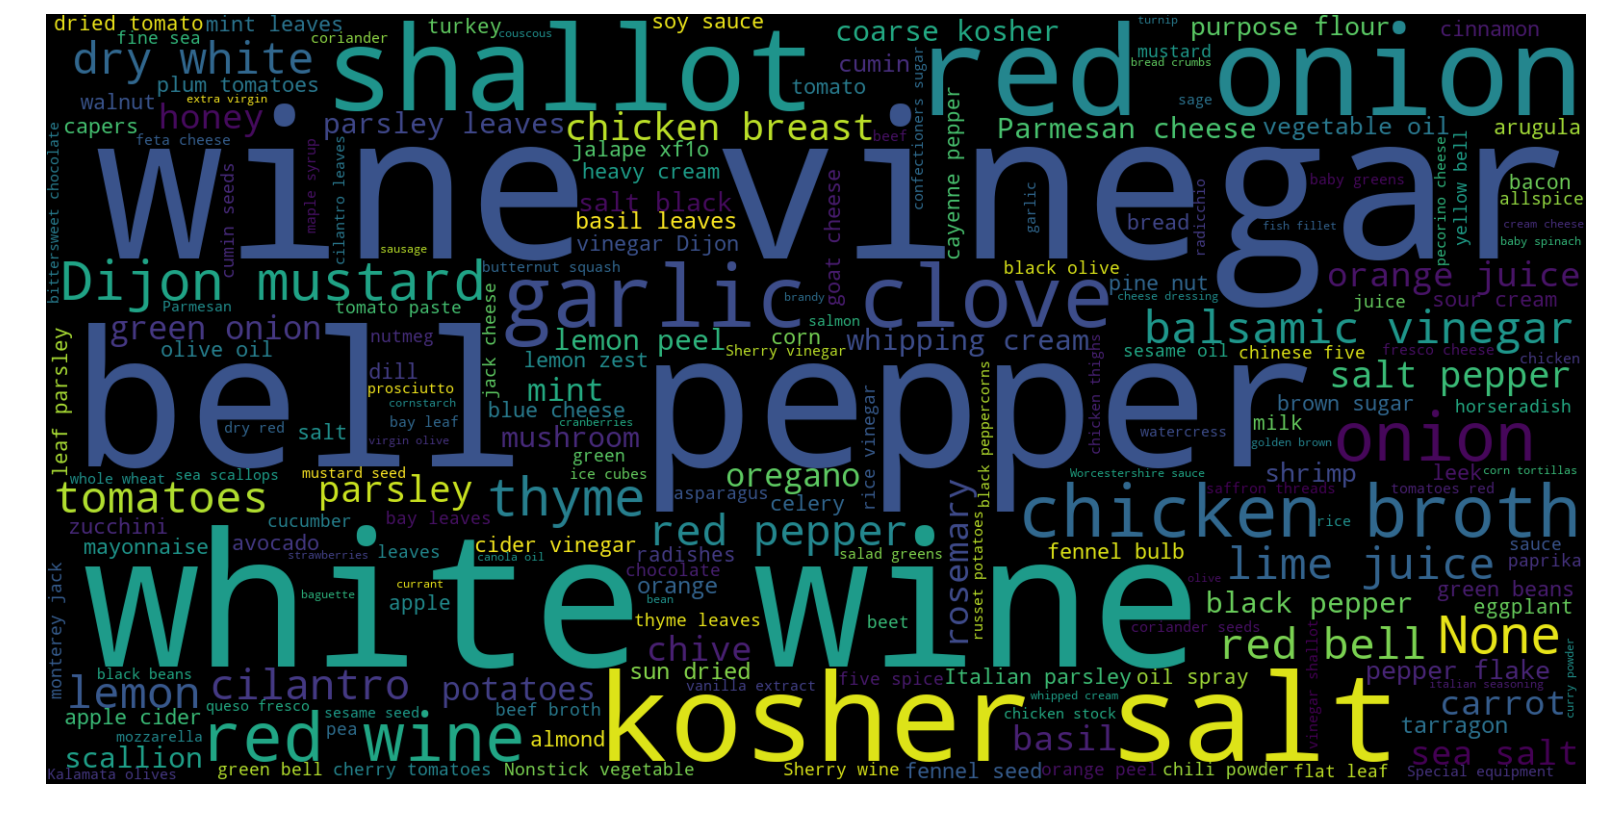 dried tomato
mint leaves
turkey
couscous
soy sauce
coarse kosher
turnip
purpose flour
cinnamon
fine sea
coriander
shallot
red onion
dry white
cumin
mustard
bread crumbs
plum tomatoes
tomato
confectioners sugar
walnut
extra virgin
sage
honey
capers
parsley leaves
chicken breast
beef
cayenne pepper
Parmesan cheese
vegetable oil
arugula
feta cheese
bittersweet chocolate
wine vinegar
jalape xf1o
heavy cream
baby greens
bacon
allspice
salt black
goat cheese
garlic
bread
radicchio
pecorino cheese
yellow bell
cumin seeds
maple syrup
cilantro leaves
basil leaves
fish fillet
cream cheese
baby spinach
sausage
vinegar Dijon
Dijon mustard
butternut squash
garlic clove
brandy
black olive
pine nut
cheese dressing
orange juice
juice
sour cream
Parmesan
tomato paste
jack cheese
salmon
green onion
nutmeg
lemon peel
corn
whipping cream
balsamic vinegar
olive oil
lemon zest
Sherry vinegar
sesame oil
chinese five
fresco cheese
chicken
leaf parsley
bell pepper
dill
prosciutto
mint
chicken thighs
salt pepper
cornstarch
blue cheese
brown sugar
horseradish
bay leaf
cranberries
rice vinegar
milk
dry red
salt
virgin olive
mushroom
green
watercress
golden brown
onion
whole wheat
sea scallops
mustard seed
ice cubes
oregano
black peppercorns
Worcestershire sauce
shrimp
leek
corn tortillas
tomatoes
parsley
thyme
asparagus
celery
rosemary
saffron threads
tomatoes red
zucchini
cucumber
bay leaves
red pepper
chicken broth
rice
mayonnaise
avocado
strawberries
leaves
cider vinegar
canola oil
radishes
salad greens
russet potatoes
fennel bulb
lime juice
sauce
paprika
monterey jack
white wine
currant
chocolate
orange
olive
green beans
baguette
apple
bean
thyme leaves
beet
coriander seeds
black pepper
eggplant
chive
red bell
None
black beans
sun dried
vinegar shallot
lemon
cilantro
potatoes
vanilla extract
five spice
Italian parsley
oil spray
pepper flake
italian seasoning
curry powder
apple cider
queso fresco
sesame seed
beef broth
kosher salt
whipped cream
chicken stock
carrot
mozzarella
red wine
pea
almond
basil
tarragon
scallion
sea salt
Kalamata olives
green bell
cherry tomatoes
Nonstick vegetable
Sherry wine
fennel seed
orange peel
chili powder
flat leaf
Special equipment